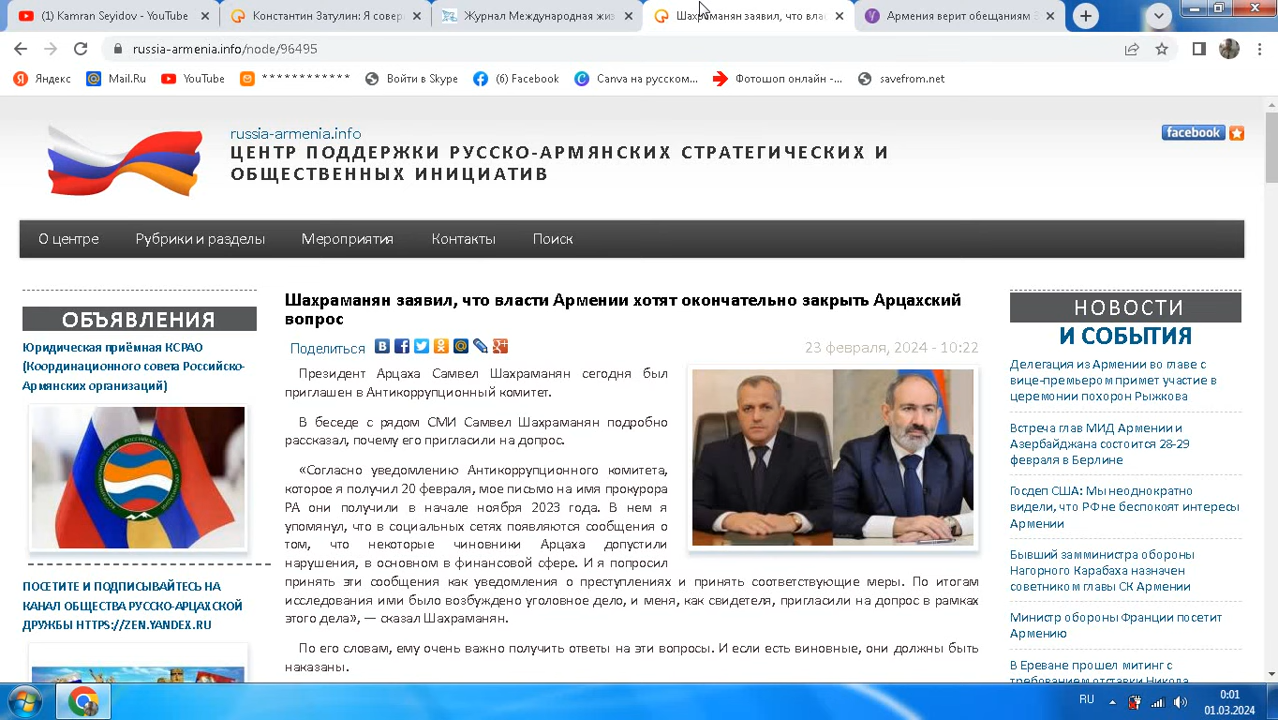 (1) Kamran Seyidov - YouTube
Константин Затулин: Я совер
Журнал Международная жиз
Шахраманян заявил, что вла
Армения верит обещаниям
russia-armenia.info/node/96495
Яндекс
Mail.Ru
YouTube
* * * * * * * * * * * *
Войти в Skype
(6) Facebook
Canva на русском...
Фотошоп онлайн -...
savefrom.net
russia-armenia.info
ЦЕНТР ПОДДЕРЖКИ РУССКО-АРМЯНСКИХ СТРАТЕГИЧЕСКИХ И
ОБЩЕСТВЕННЫХ ИНИЦИАТИВ
facebook
О центре
Рубрики и разделы
Мероприятия
Контакты
Поиск
ОБЪЯВЛЕНИЯ
Юридическая приёмная КСРАО
(Координационного совета Российско-
Армянских организаций)
ПОСЕТИТЕ И ПОДПИСЫВАЙТЕСЬ НА
КАНАЛ ОБЩЕСТВА РУССКО-АРЦАХСКОЙ
ДРУЖБЫ HTTPS://ZEN.YANDEX.RU
Шахраманян заявил, что власти Армении хотят окончательно закрыть Арцахский
вопрос
Поделиться
23 февраля, 2024 - 10:22
Президент Арцаха Самвел Шахраманян сегодня был
приглашен в Антикоррупционный комитет.
В беседе с рядом СМИ Самвел Шахраманян подробно
рассказал, почему его пригласили на допрос.
«Согласно уведомлению Антикоррупционного комитета,
которое я получил 20 февраля, мое письмо на имя прокурора
РА они получили в начале ноября 2023 года. В нем я
упомянул, что в социальных сетях появляются сообщения о
том, что некоторые чиновники Арцаха допустили
нарушения, в основном в финансовой сфере. И я попросил
принять эти сообщения как уведомления о преступлениях и принять соответствующие меры. По итогам
исследования ими было возбуждено уголовное дело, и меня, как свидетеля, пригласили на допрос в рамках
этого дела», — сказал Шахраманян.
По его словам, ему очень важно получить ответы на эти вопросы. И если есть виновные, они должны быть
наказаны.
НОВОСТИ
И СОБЫТИЯ
Делегация из Армении во главе с
вице-премьером примет участие в
церемонии похорон Рыжкова
Встреча глав МИД Армении и
Азербайджана состоится 28-29
февраля в Берлине
Госдеп США: Мы неоднократно
видели, что РФ не беспокоят интересы
Армении
Бывший замминистра обороны
Нагорного Карабаха назначен
советником главы СК Армении
Министр обороны Франции посетит
Армению
В Ереване прошел митинг с
требованием отставки Никола
RU
0:01
01.03.2024